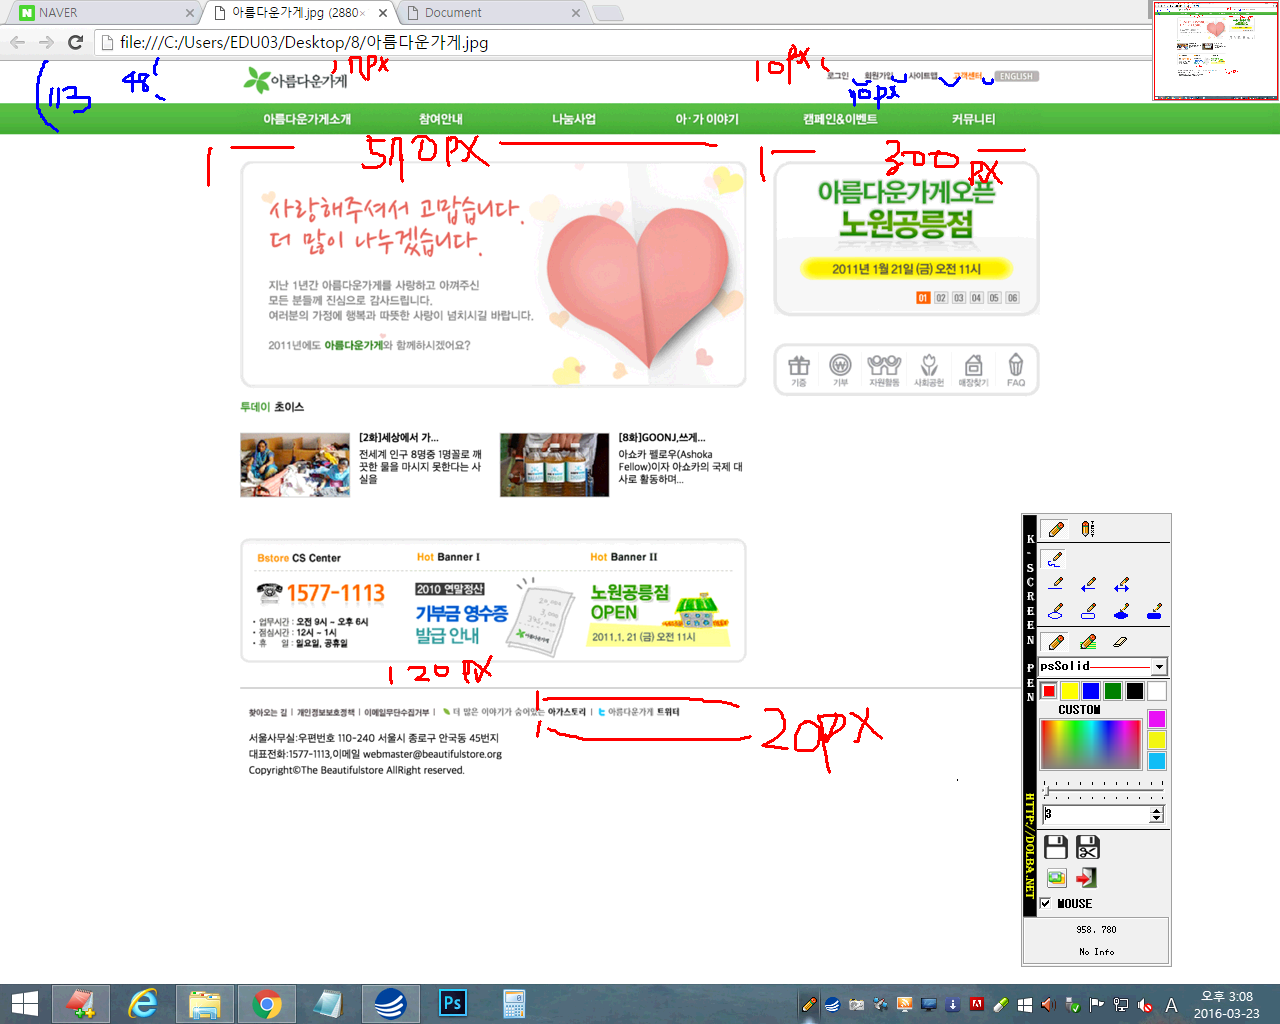 NAVER
아름다운가게.jpg (2880×
Document
file:///C:/Users/EDU03/Desktop/8/아름다운가게.jpg
113
48
아름다운가게
10px
로그인 회원가입 사이트맵 고객센터 ENGLISH
10px
아름다운가게소개 참여안내 나눔사업 아·가 이야기 캠페인&이벤트 커뮤니티
570px
300px
사랑해주셔서 고맙습니다.
더 많이 나누겠습니다.
지난 1년간 아름다운가게를 사랑하고 아껴주신
모든 분들께 진심으로 감사드립니다.
여러분의 가정에 행복과 따뜻한 사랑이 넘치시길 바랍니다.
2011년에도 아름다운가게와 함께하시겠어요?
아름다운가게오픈
노원공릉점
2011년 1월 21일 (금) 오전 11시
01 02 03 04 05 06
기증 기부 자원활동 사회공헌 매장찾기 FAQ
투데이 초이스
[2화]세상에서 가...
전세계 인구 8명중 1명꼴로 깨
끗한 물을 마시지 못한다는 사
실을
[8화]GOONJ,쓰게...
아쇼카 펠로우(Ashoka
Fellow)이자 아쇼카의 국제 대
사로 활동하며...
Bstore CS Center
1577-1113
• 업무시간 : 오전 9시 ~ 오후 6시
• 점심시간 : 12시 ~ 1시
• 휴 일 : 일요일, 공휴일
Hot Banner I
2010 연말정산
기부금 영수증
발급 안내
아름다운가게
Hot Banner II
노원공릉점
OPEN
2011.1. 21 (금) 오전 11시
120px
찾아오는 길 | 개인정보보호정책 | 이메일무단수집거부 | 더 많은 이야기가 숨어있는 아가스토리 | 아름다운가게 트위터
20px
서울사무실:우편번호 110-240 서울시 종로구 안국동 45번지
대표전화:1577-1113,이메일 webmaster@beautifulstore.org
Copyright©The Beautifulstore AllRight reserved.
K-SCREEN PEN
HTTP://DOLBA.NET
TEXT
psSolid
CUSTOM
3
MOUSE
958. 780
No Info
Ps
A
오후 3:08
2016-03-23